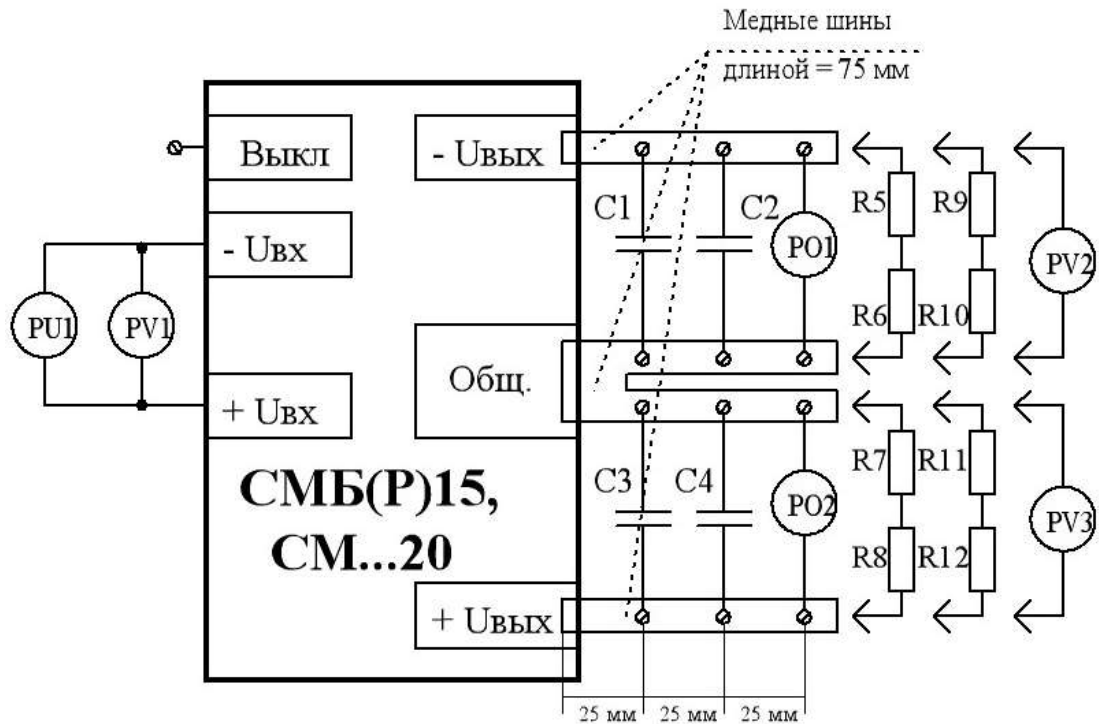 Медные шины
длиной = 75 мм
Выкл
- Uвых
- Uвх
C1
C2
PO1
R5
R9
PV2
PU1
PV1
R6
R10
Общ.
+ Uвх
СМБ(Р)15,
СМ...20
C3
C4
PO2
R7
R11
PV3
R8
R12
+ Uвых
25 мм
25 мм
25 мм